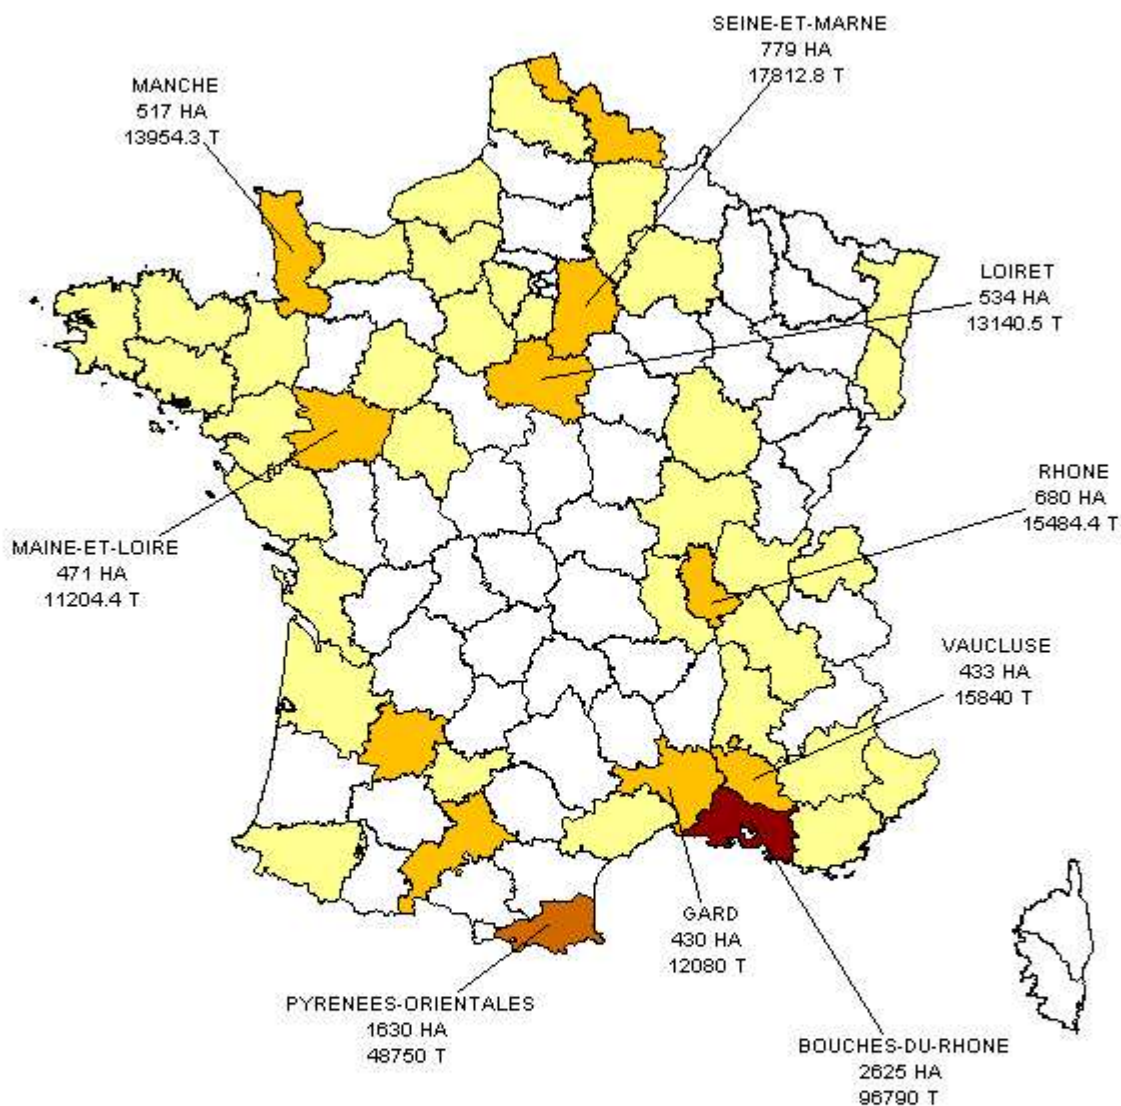 SEINE-ET-MARNE
779 HA
17812.8 T
MANCHE
517 HA
13954.3 T
LOIRET
534 HA
13140.5 T
RHONE
680 HA
15484.4 T
MAINE-ET-LOIRE
471 HA
11204.4 T
VAUCLUSE
433 HA
15840 T
GARD
430 HA
12080 T
PYRENEES-ORIENTALES
1630 HA
48750 T
BOUCHES-DU-RHONE
2625 HA
96790 T